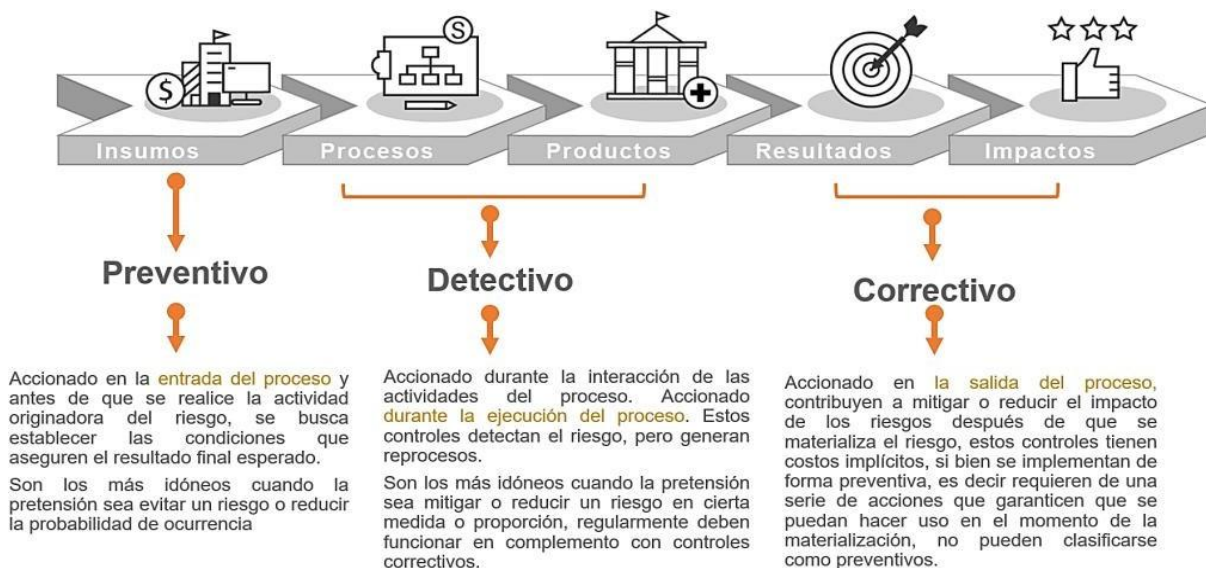 $
S
Insumos
Procesos
Productos
Resultados
Impactos
Preventivo
Detectivo
Correctivo
Accionado en la entrada del proceso y
antes de que se realice la actividad
originadora del riesgo, se busca
establecer las condiciones que
aseguren el resultado final esperado.
Son los más idóneos cuando la
pretensión sea evitar un riesgo o reducir
la probabilidad de ocurrencia
Accionado durante la interacción de las
actividades del proceso. Accionado
durante la ejecución del proceso. Estos
controles detectan el riesgo, pero generan
reprocesos.
Son los más idóneos cuando la pretensión
sea mitigar o reducir un riesgo en cierta
medida o proporción, regularmente deben
funcionar en complemento con controles
correctivos.
Accionado en la salida del proceso,
contribuyen a mitigar o reducir el impacto
de los riesgos después de que se
materializa el riesgo, estos controles tienen
costos implícitos, si bien se implementan de
forma preventiva, es decir requieren de una
serie de acciones que garanticen que se
puedan hacer uso en el momento de la
materialización, no pueden clasificarse
como preventivos.